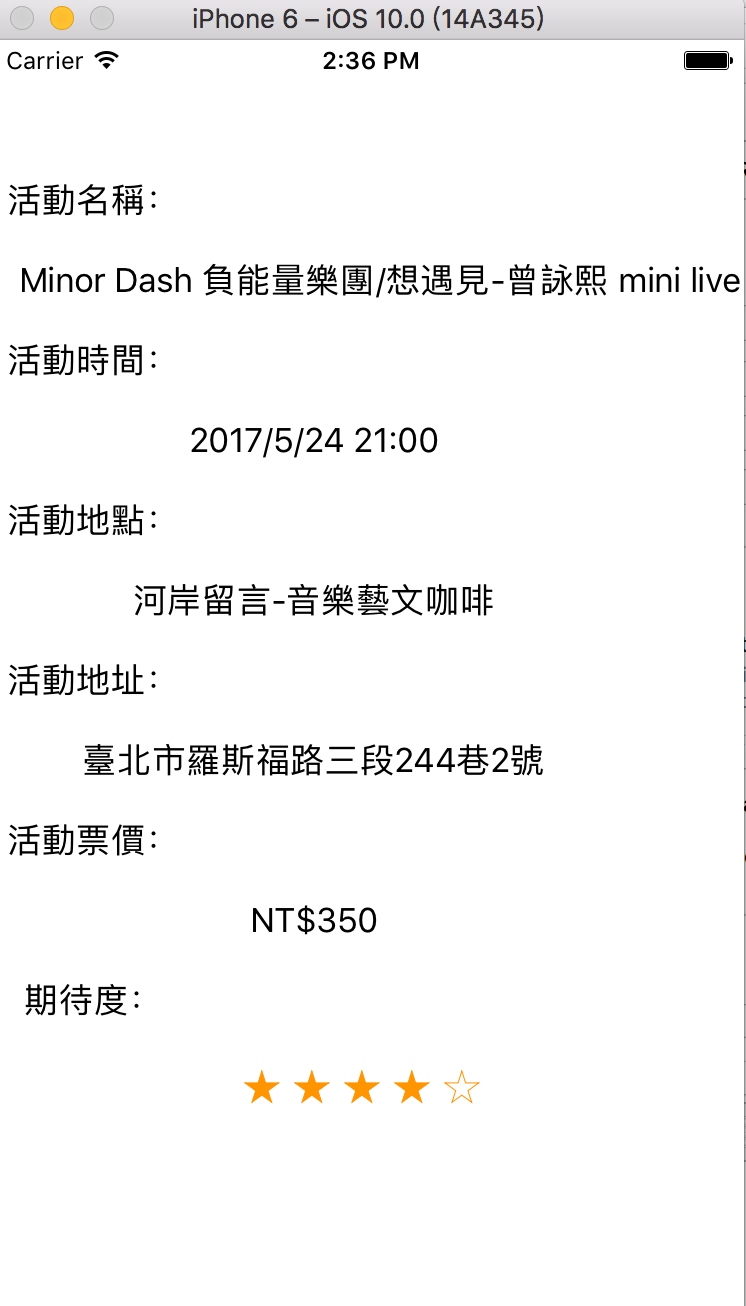 iPhone 6 – iOS 10.0 (14A345)
Carrier 2:36 PM
活動名稱：
Minor Dash 負能量樂團/想遇見-曾詠熙 mini live
活動時間：
2017/5/24 21:00
活動地點：
河岸留言-音樂藝文咖啡
活動地址：
臺北市羅斯福路三段244巷2號
活動票價：
NT$350
期待度：
★ ★ ★ ★ ☆